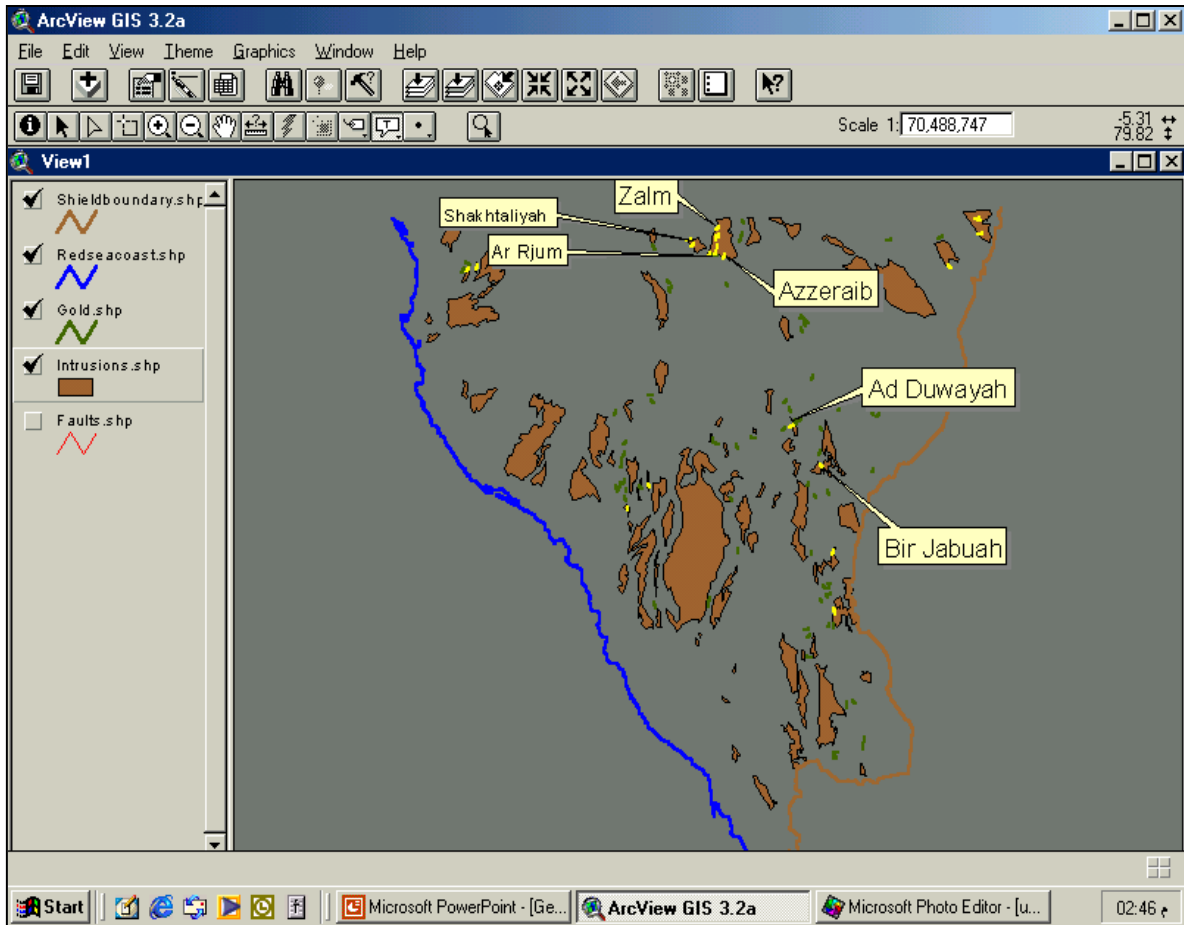 ArcView GIS 3.2a
File Edit View Theme Graphics Window Help
Scale 1: 70,488,747
-5.31
79.82
View1
Shieldboundary.shp
Redseacoast.shp
Gold.shp
Intrusions.shp
Faults.shp
Zalm
Shakhtaliyah
Ar Rjum
Azzeraib
Ad Duwayah
Bir Jabuah
Start
Microsoft PowerPoint - [Ge...
ArcView GIS 3.2a
Microsoft Photo Editor - [u...
02:46 م